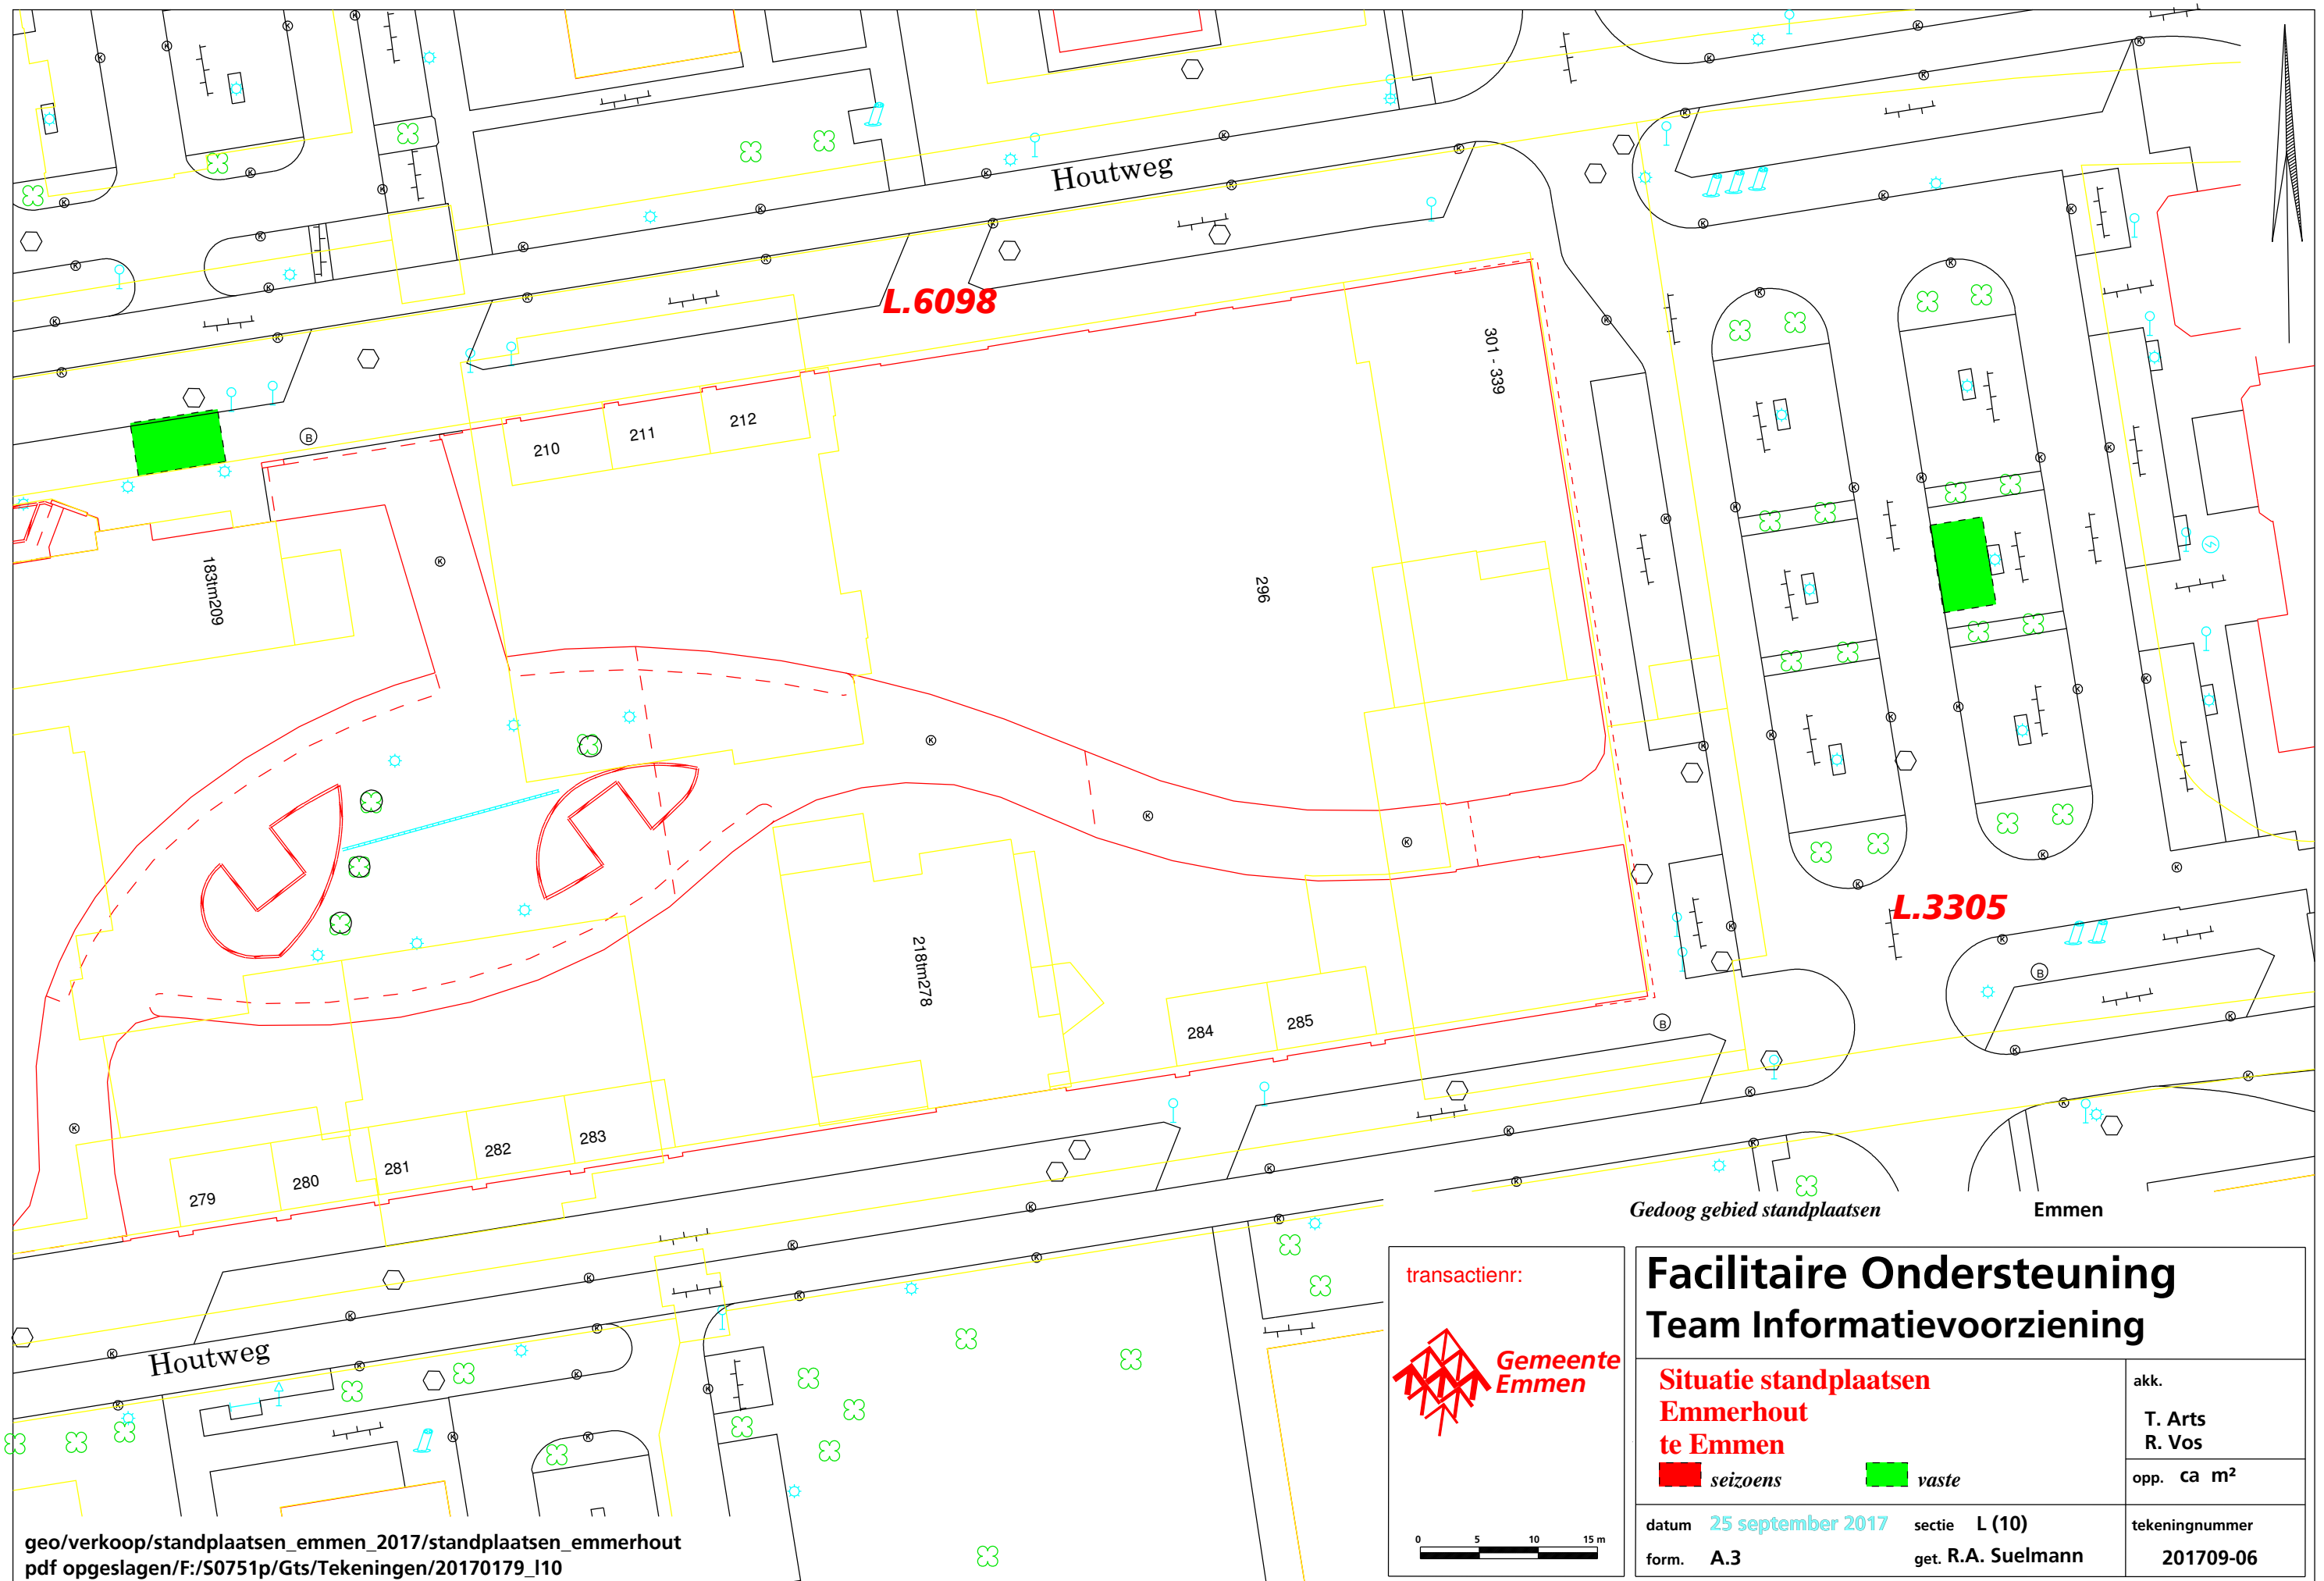 Houtweg
L.6098
301 - 339
B
210
211
212
183tm209
296
L.3305
218tm278
284
285
B
B
279
280
281
282
283
Houtweg
Gedoog gebied standplaatsen
Emmen
transactienr:
Gemeente
Emmen
0 5 10 15 m
Facilitaire Ondersteuning
Team Informatievoorziening
Situatie standplaatsen
Emmerhout
te Emmen
seizoens
vaste
akk.
T. Arts
R. Vos
opp. ca m²
datum 25 september 2017
sectie L (10)
form. A.3
get. R.A. Suelmann
tekeningnummer
201709-06
geo/verkoop/standplaatsen_emmen_2017/standplaatsen_emmerhout
pdf opgeslagen/F:/S0751p/Gts/Tekeningen/20170179_l10